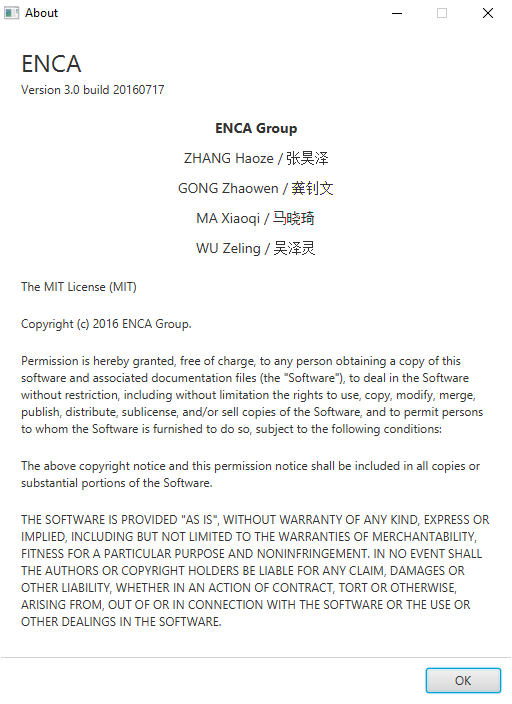 About
ENCA
Version 3.0 build 20160717
ENCA Group
ZHANG Haoze / 张昊泽
GONG Zhaowen / 龚钊文
MA Xiaoqi / 马晓琦
WU Zeling / 吴泽灵
The MIT License (MIT)
Copyright (c) 2016 ENCA Group.
Permission is hereby granted, free of charge, to any person obtaining a copy of this
software and associated documentation files (the "Software"), to deal in the Software
without restriction, including without limitation the rights to use, copy, modify, merge,
publish, distribute, sublicense, and/or sell copies of the Software, and to permit persons
to whom the Software is furnished to do so, subject to the following conditions:
The above copyright notice and this permission notice shall be included in all copies or
substantial portions of the Software.
THE SOFTWARE IS PROVIDED "AS IS", WITHOUT WARRANTY OF ANY KIND, EXPRESS OR
IMPLIED, INCLUDING BUT NOT LIMITED TO THE WARRANTIES OF MERCHANTABILITY,
FITNESS FOR A PARTICULAR PURPOSE AND NONINFRINGEMENT. IN NO EVENT SHALL
THE AUTHORS OR COPYRIGHT HOLDERS BE LIABLE FOR ANY CLAIM, DAMAGES OR
OTHER LIABILITY, WHETHER IN AN ACTION OF CONTRACT, TORT OR OTHERWISE,
ARISING FROM, OUT OF OR IN CONNECTION WITH THE SOFTWARE OR THE USE OR
OTHER DEALINGS IN THE SOFTWARE.
OK